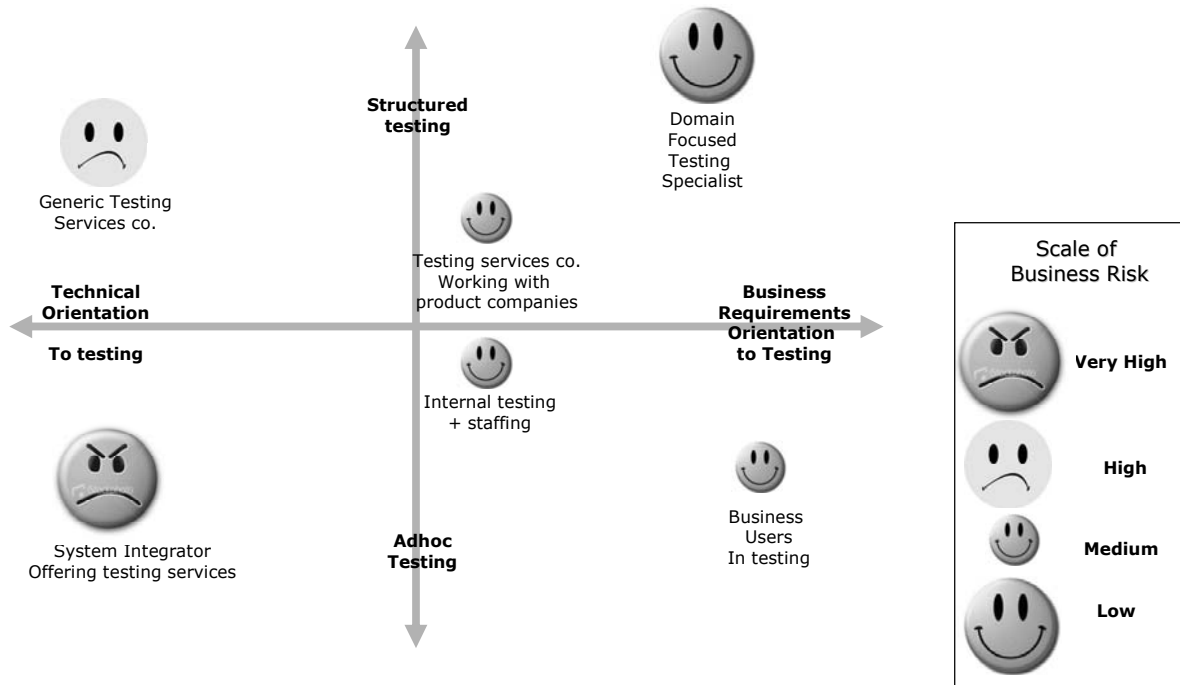 Structured
testing
Domain
Focused
Testing
Specialist
Generic Testing
Services co.
Testing services co.
Working with
product companies
Technical
Orientation
To testing
Business
Requirements
Orientation
to Testing
Internal testing
+ staffing
System Integrator
Offering testing services
Adhoc
Testing
Business
Users
In testing
Scale of
Business Risk
Very High
High
Medium
Low